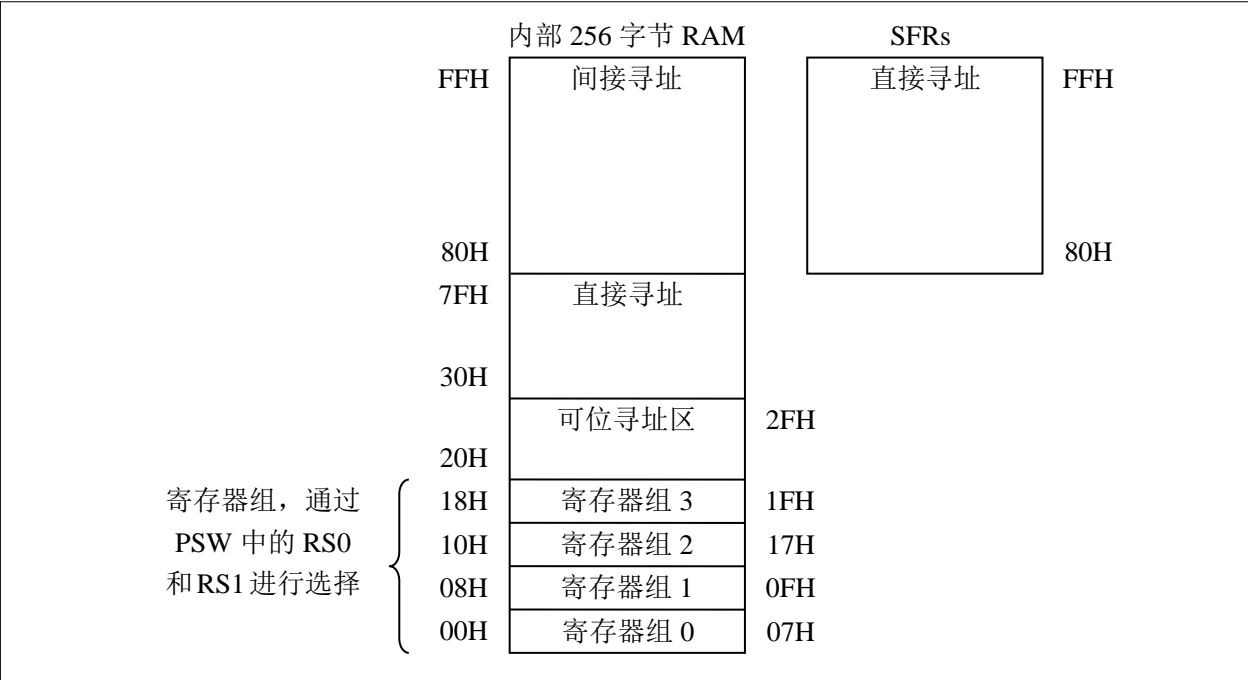 内部 256 字节 RAM
SFRs
FFH
间接寻址
直接寻址
FFH
80H
80H
7FH
直接寻址
30H
可位寻址区
2FH
20H
寄存器组，通过
PSW 中的 RS0
和RS1进行选择
18H
寄存器组 3
1FH
10H
寄存器组 2
17H
08H
寄存器组 1
0FH
00H
寄存器组 0
07H